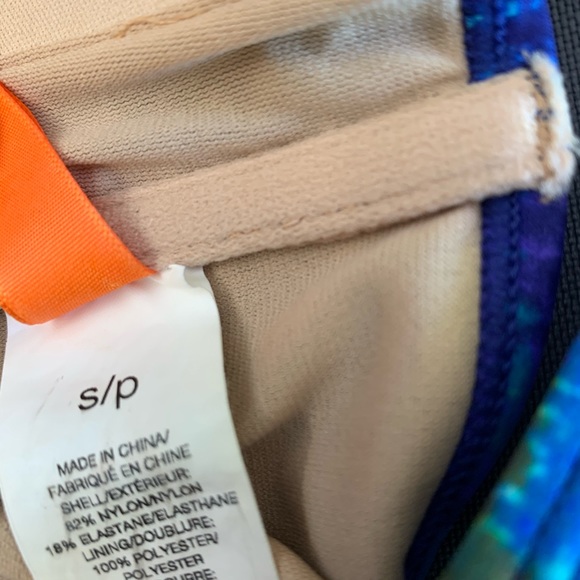 s/p
MADE IN CHINA/
FABRIQUÉ EN CHINE
SHELL/EXTÉRIEUR:
82% NYLON/NYLON
18% ELASTANE/ELASTHANE
LINING/DOUBLURE:
100% POLYESTER/
POLYESTER